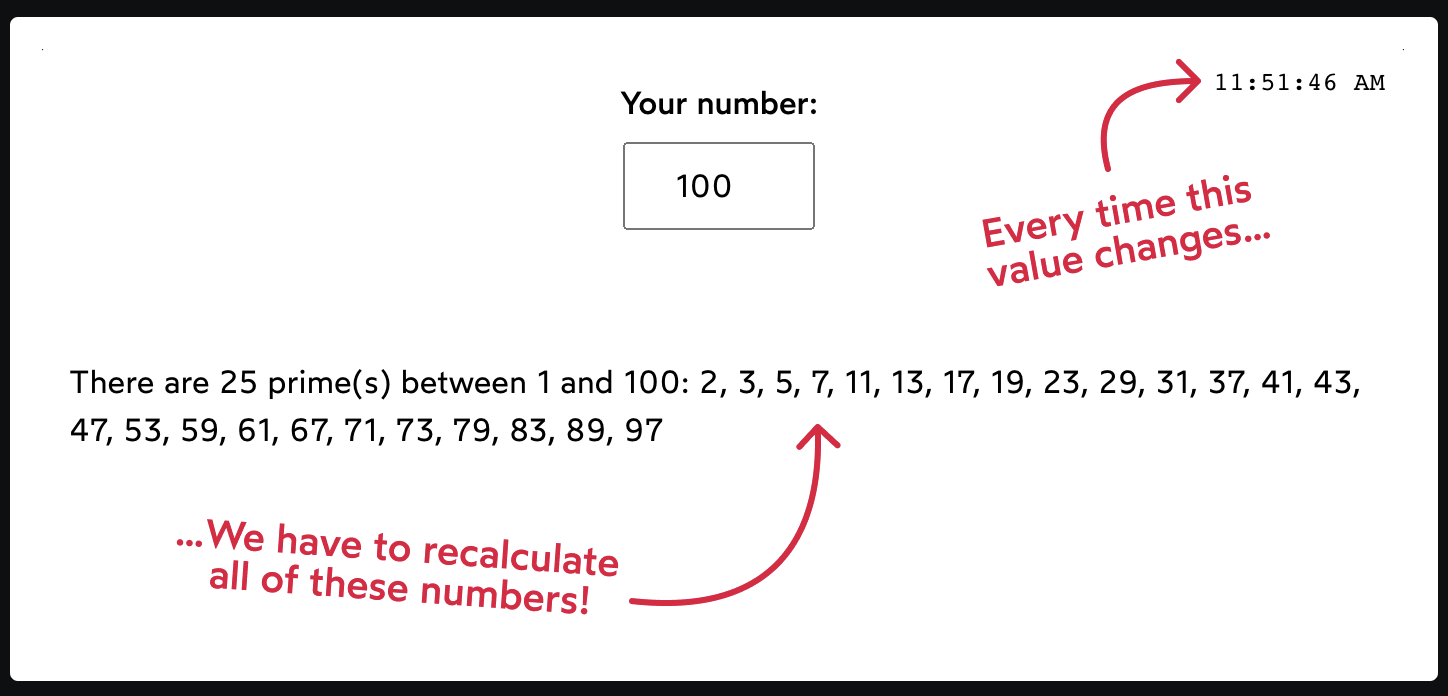 Your number:
11:51:46 AM
100
Every time this
value changes...
There are 25 prime(s) between 1 and 100: 2, 3, 5, 7, 11, 13, 17, 19, 23, 29, 31, 37, 41, 43,
47, 53, 59, 61, 67, 71, 73, 79, 83, 89, 97
...We have to recalculate
all of these numbers!